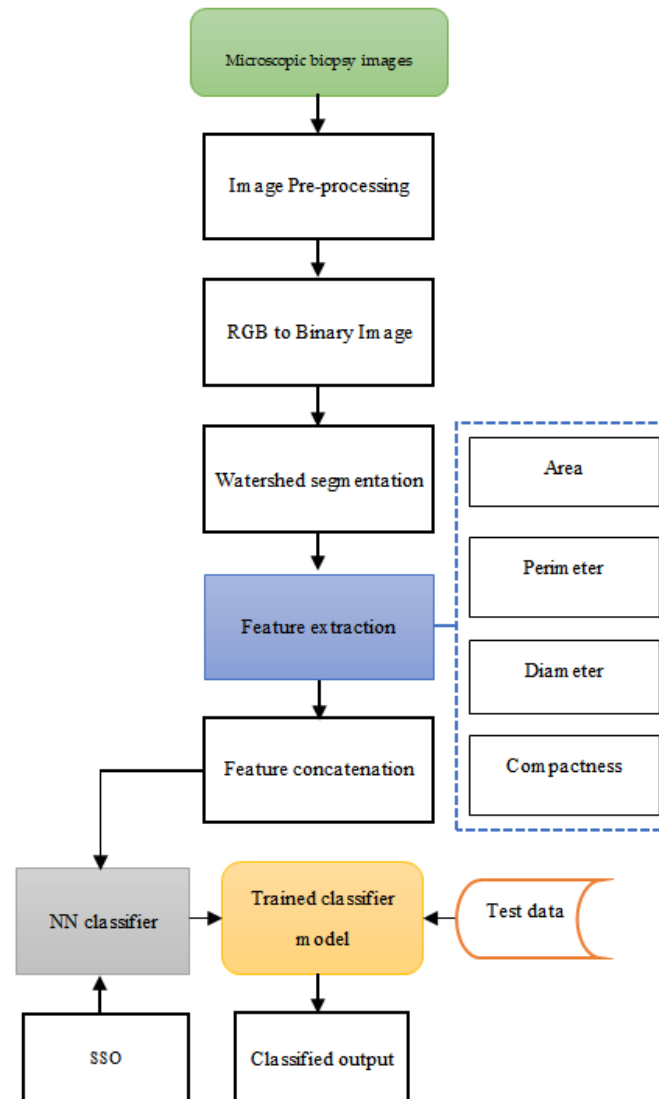 Microscopic biopsy images
Image Pre-processing
RGB to Binary Image
Watershed segmentation
Area
Perimeter
Feature extraction
Diameter
Feature concatenation
Compactness
NN classifier
Trained classifier
model
Test data
SSO
Classified output